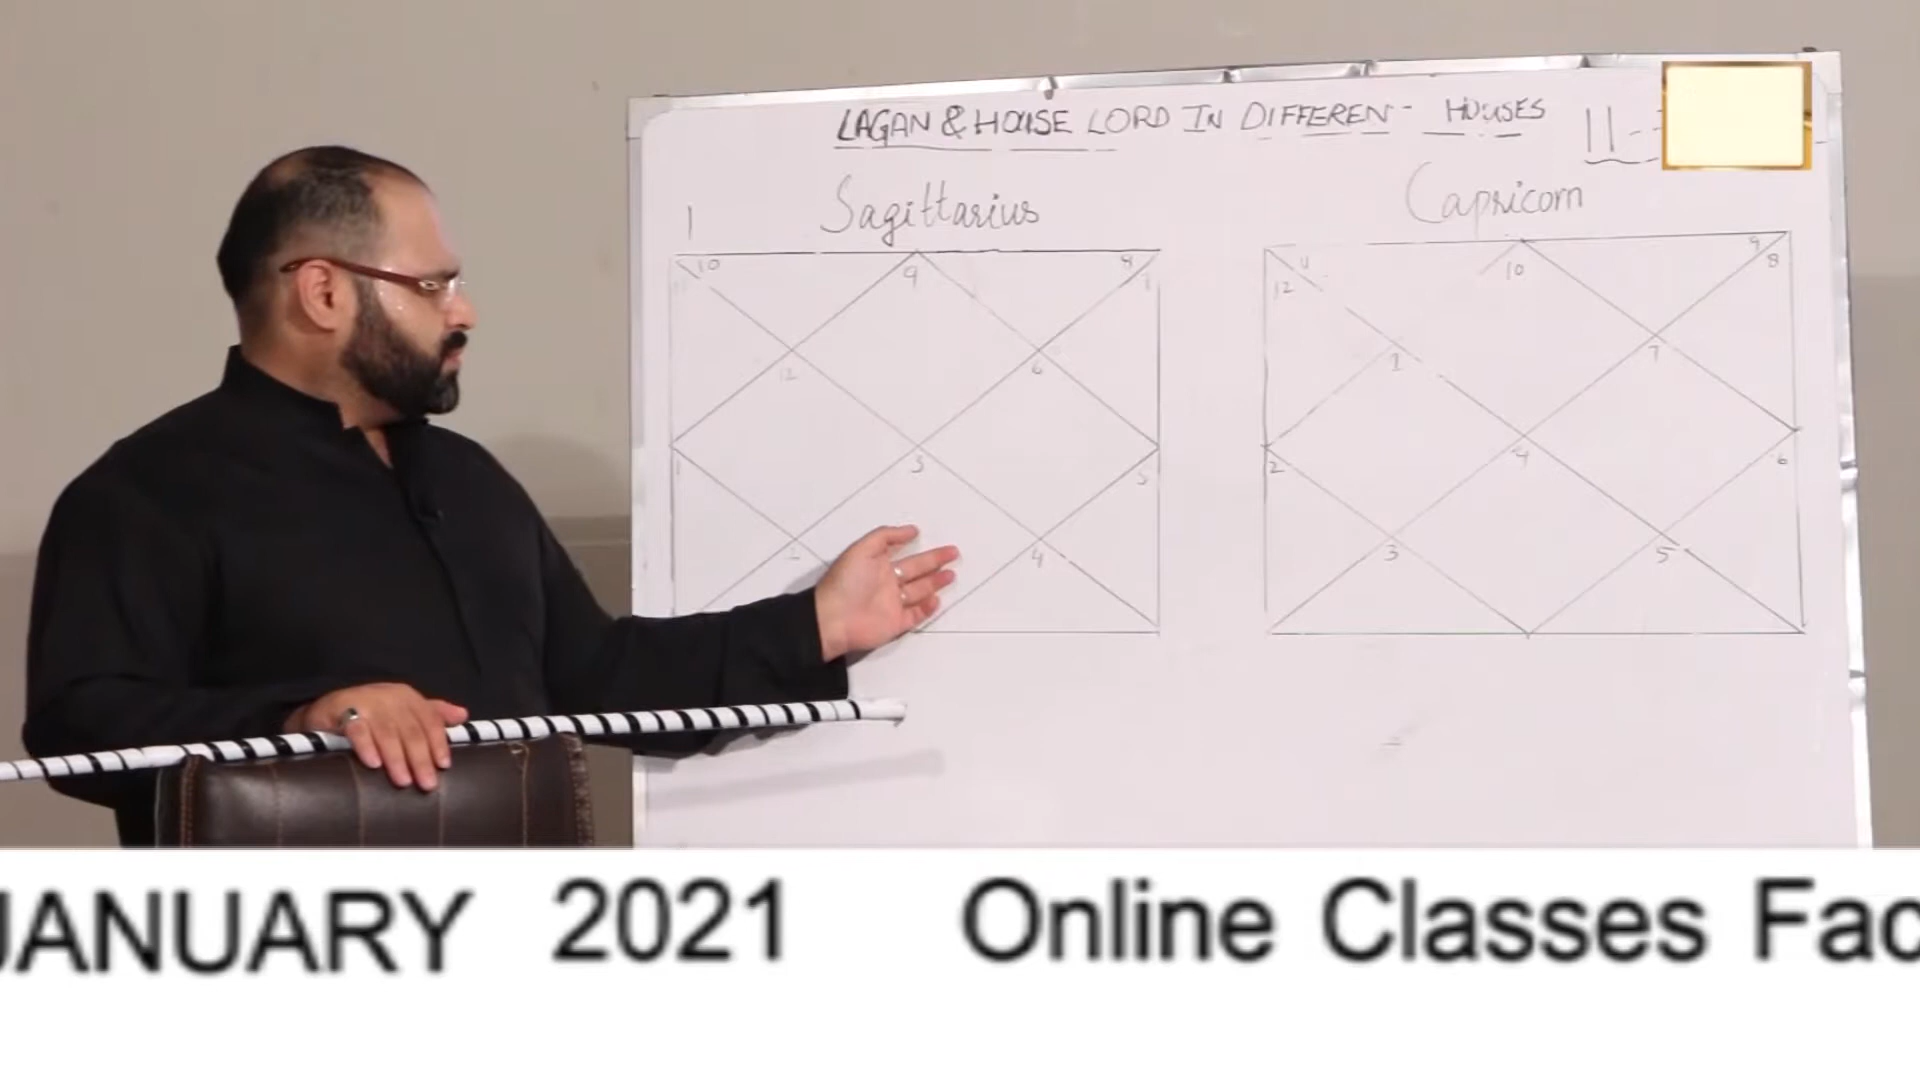 LAGAN & HOUSE LORD IN DIFFEREN- HOUSES 11-
1 Sagittarius
Capricorn
10 9 8
12 6
1 3 5
2 4
11 10 9
12 8
1 7
2 4 6
3 5
JANUARY 2021 Online Classes Fac